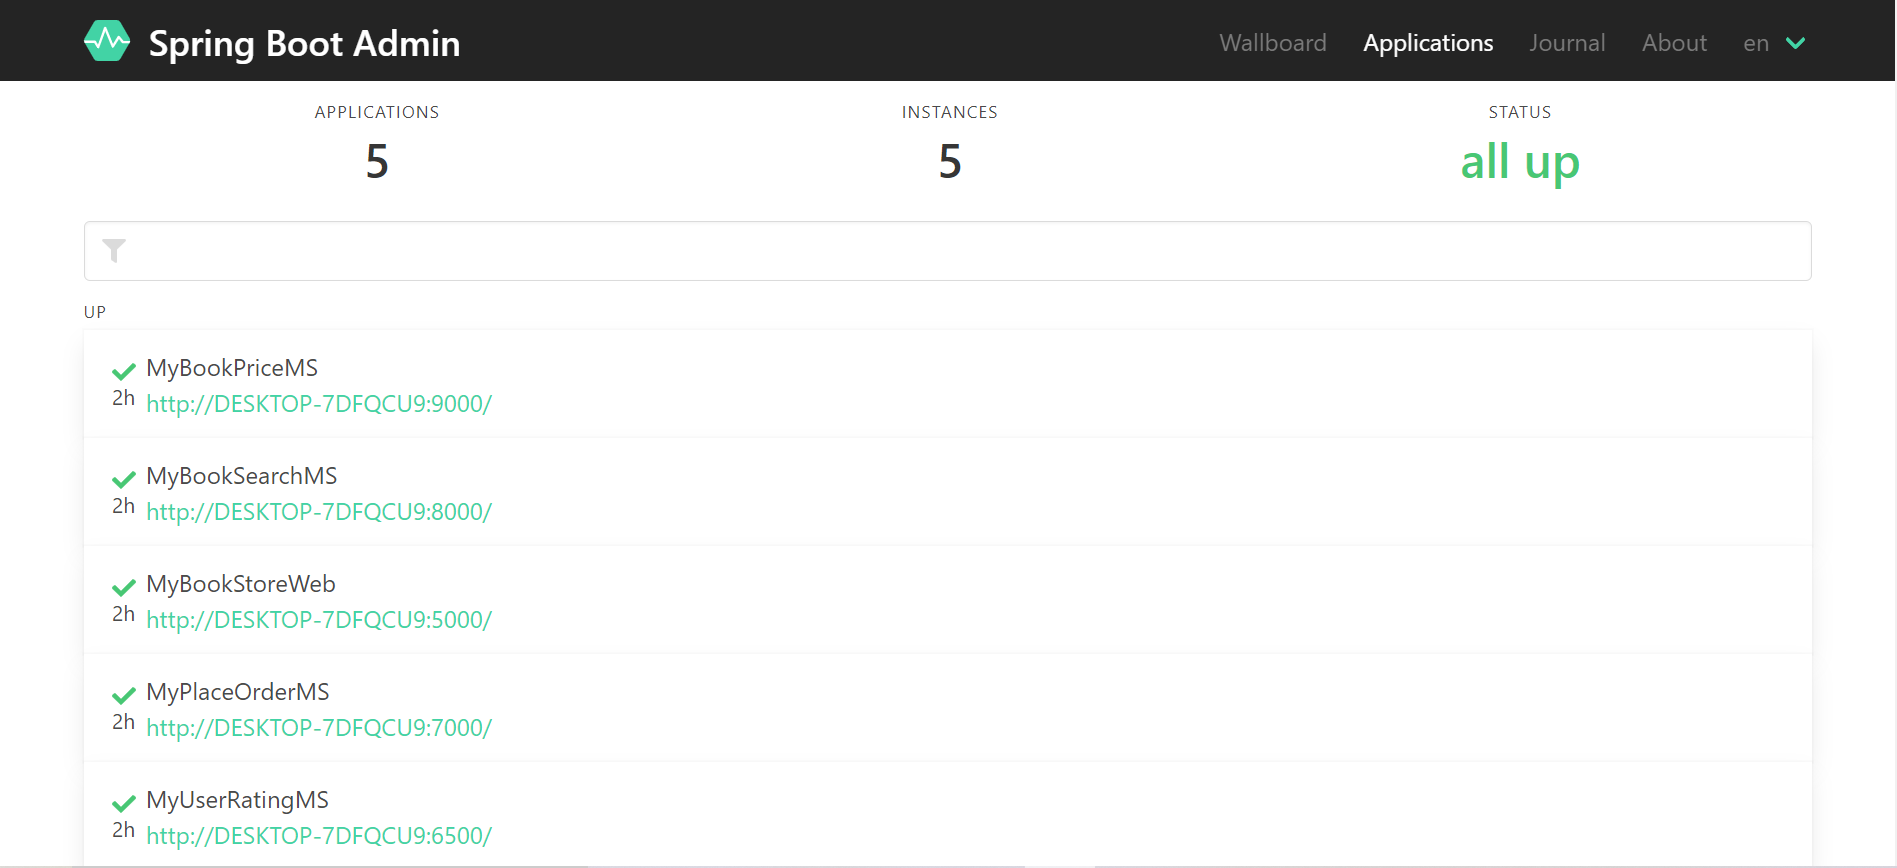 Spring Boot Admin
Wallboard Applications Journal About en
APPLICATIONS INSTANCES STATUS
5 5 all up
UP
MyBookPriceMS
2h http://DESKTOP-7DFQCU9:9000/
MyBookSearchMS
2h http://DESKTOP-7DFQCU9:8000/
MyBookStoreWeb
2h http://DESKTOP-7DFQCU9:5000/
MyPlaceOrderMS
2h http://DESKTOP-7DFQCU9:7000/
MyUserRatingMS
2h http://DESKTOP-7DFQCU9:6500/